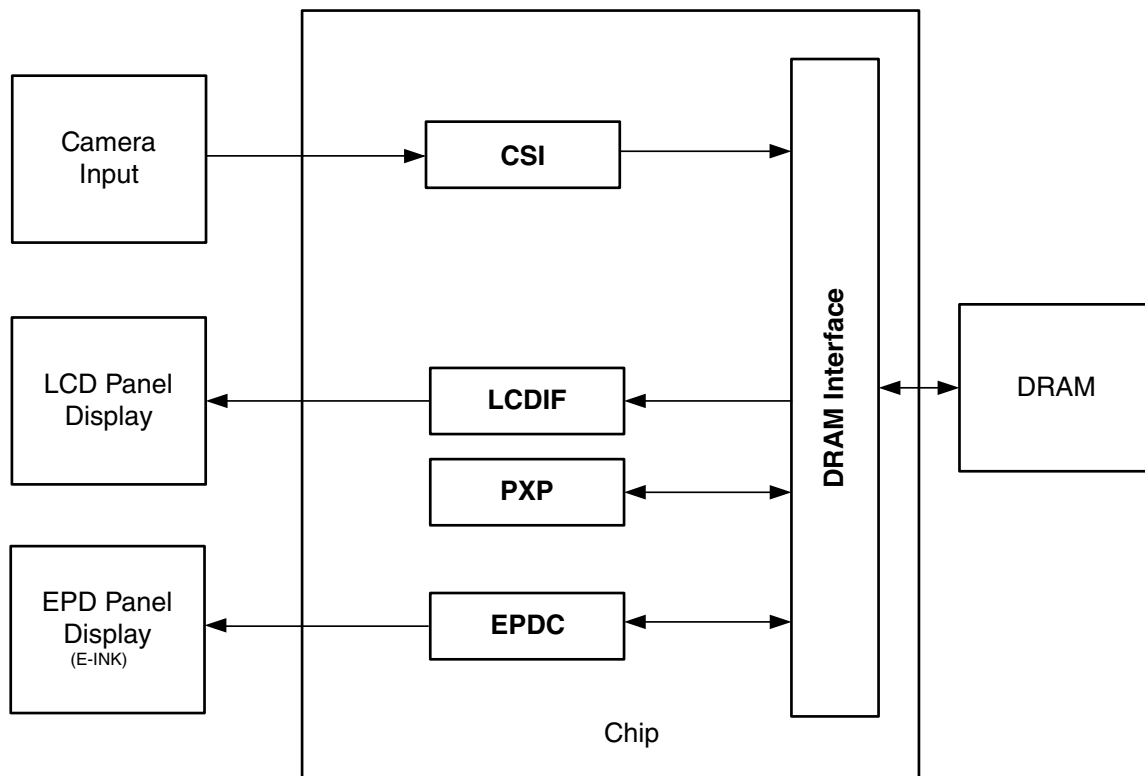 Camera
Input
CSI
LCD Panel
Display
LCDIF
PXP
EPD Panel
Display
(E-INK)
EPDC
DRAM Interface
DRAM
Chip